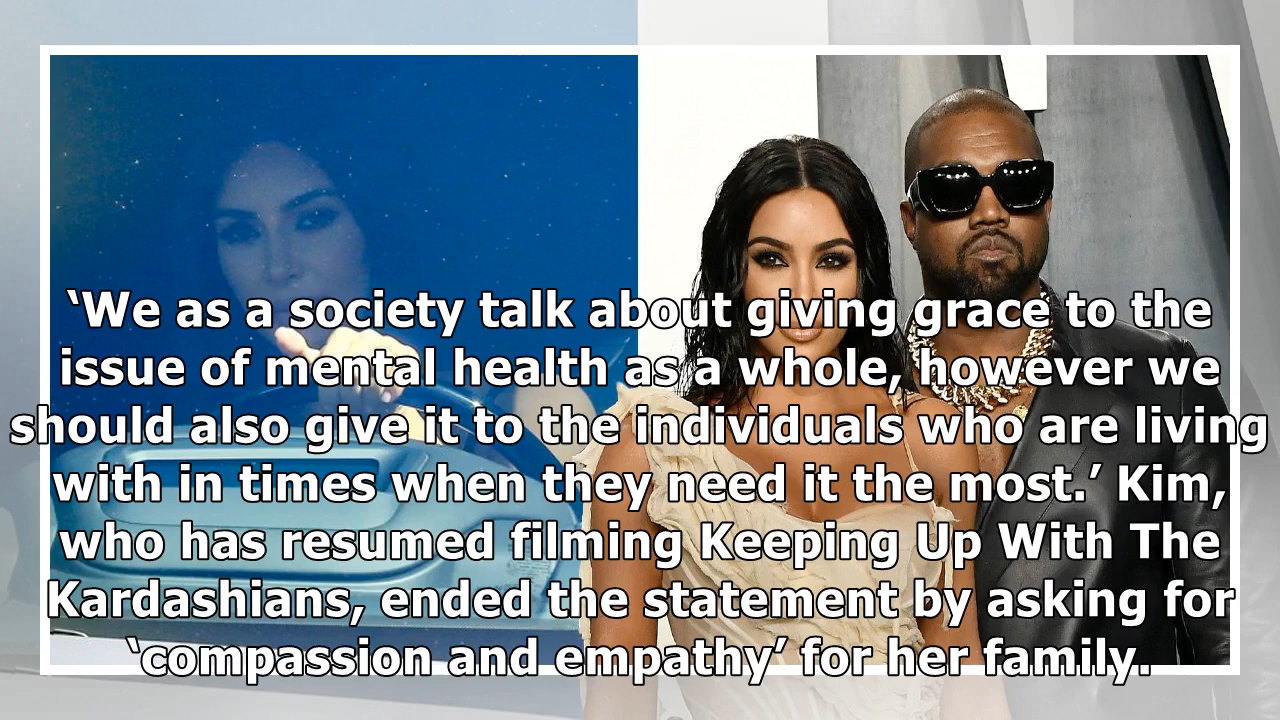 ‘We as a society talk about giving grace to the
issue of mental health as a whole, however we
should also give it to the individuals who are living
with in times when they need it the most.’ Kim,
who has resumed filming Keeping Up With The
Kardashians, ended the statement by asking for
‘compassion and empathy’ for her family.